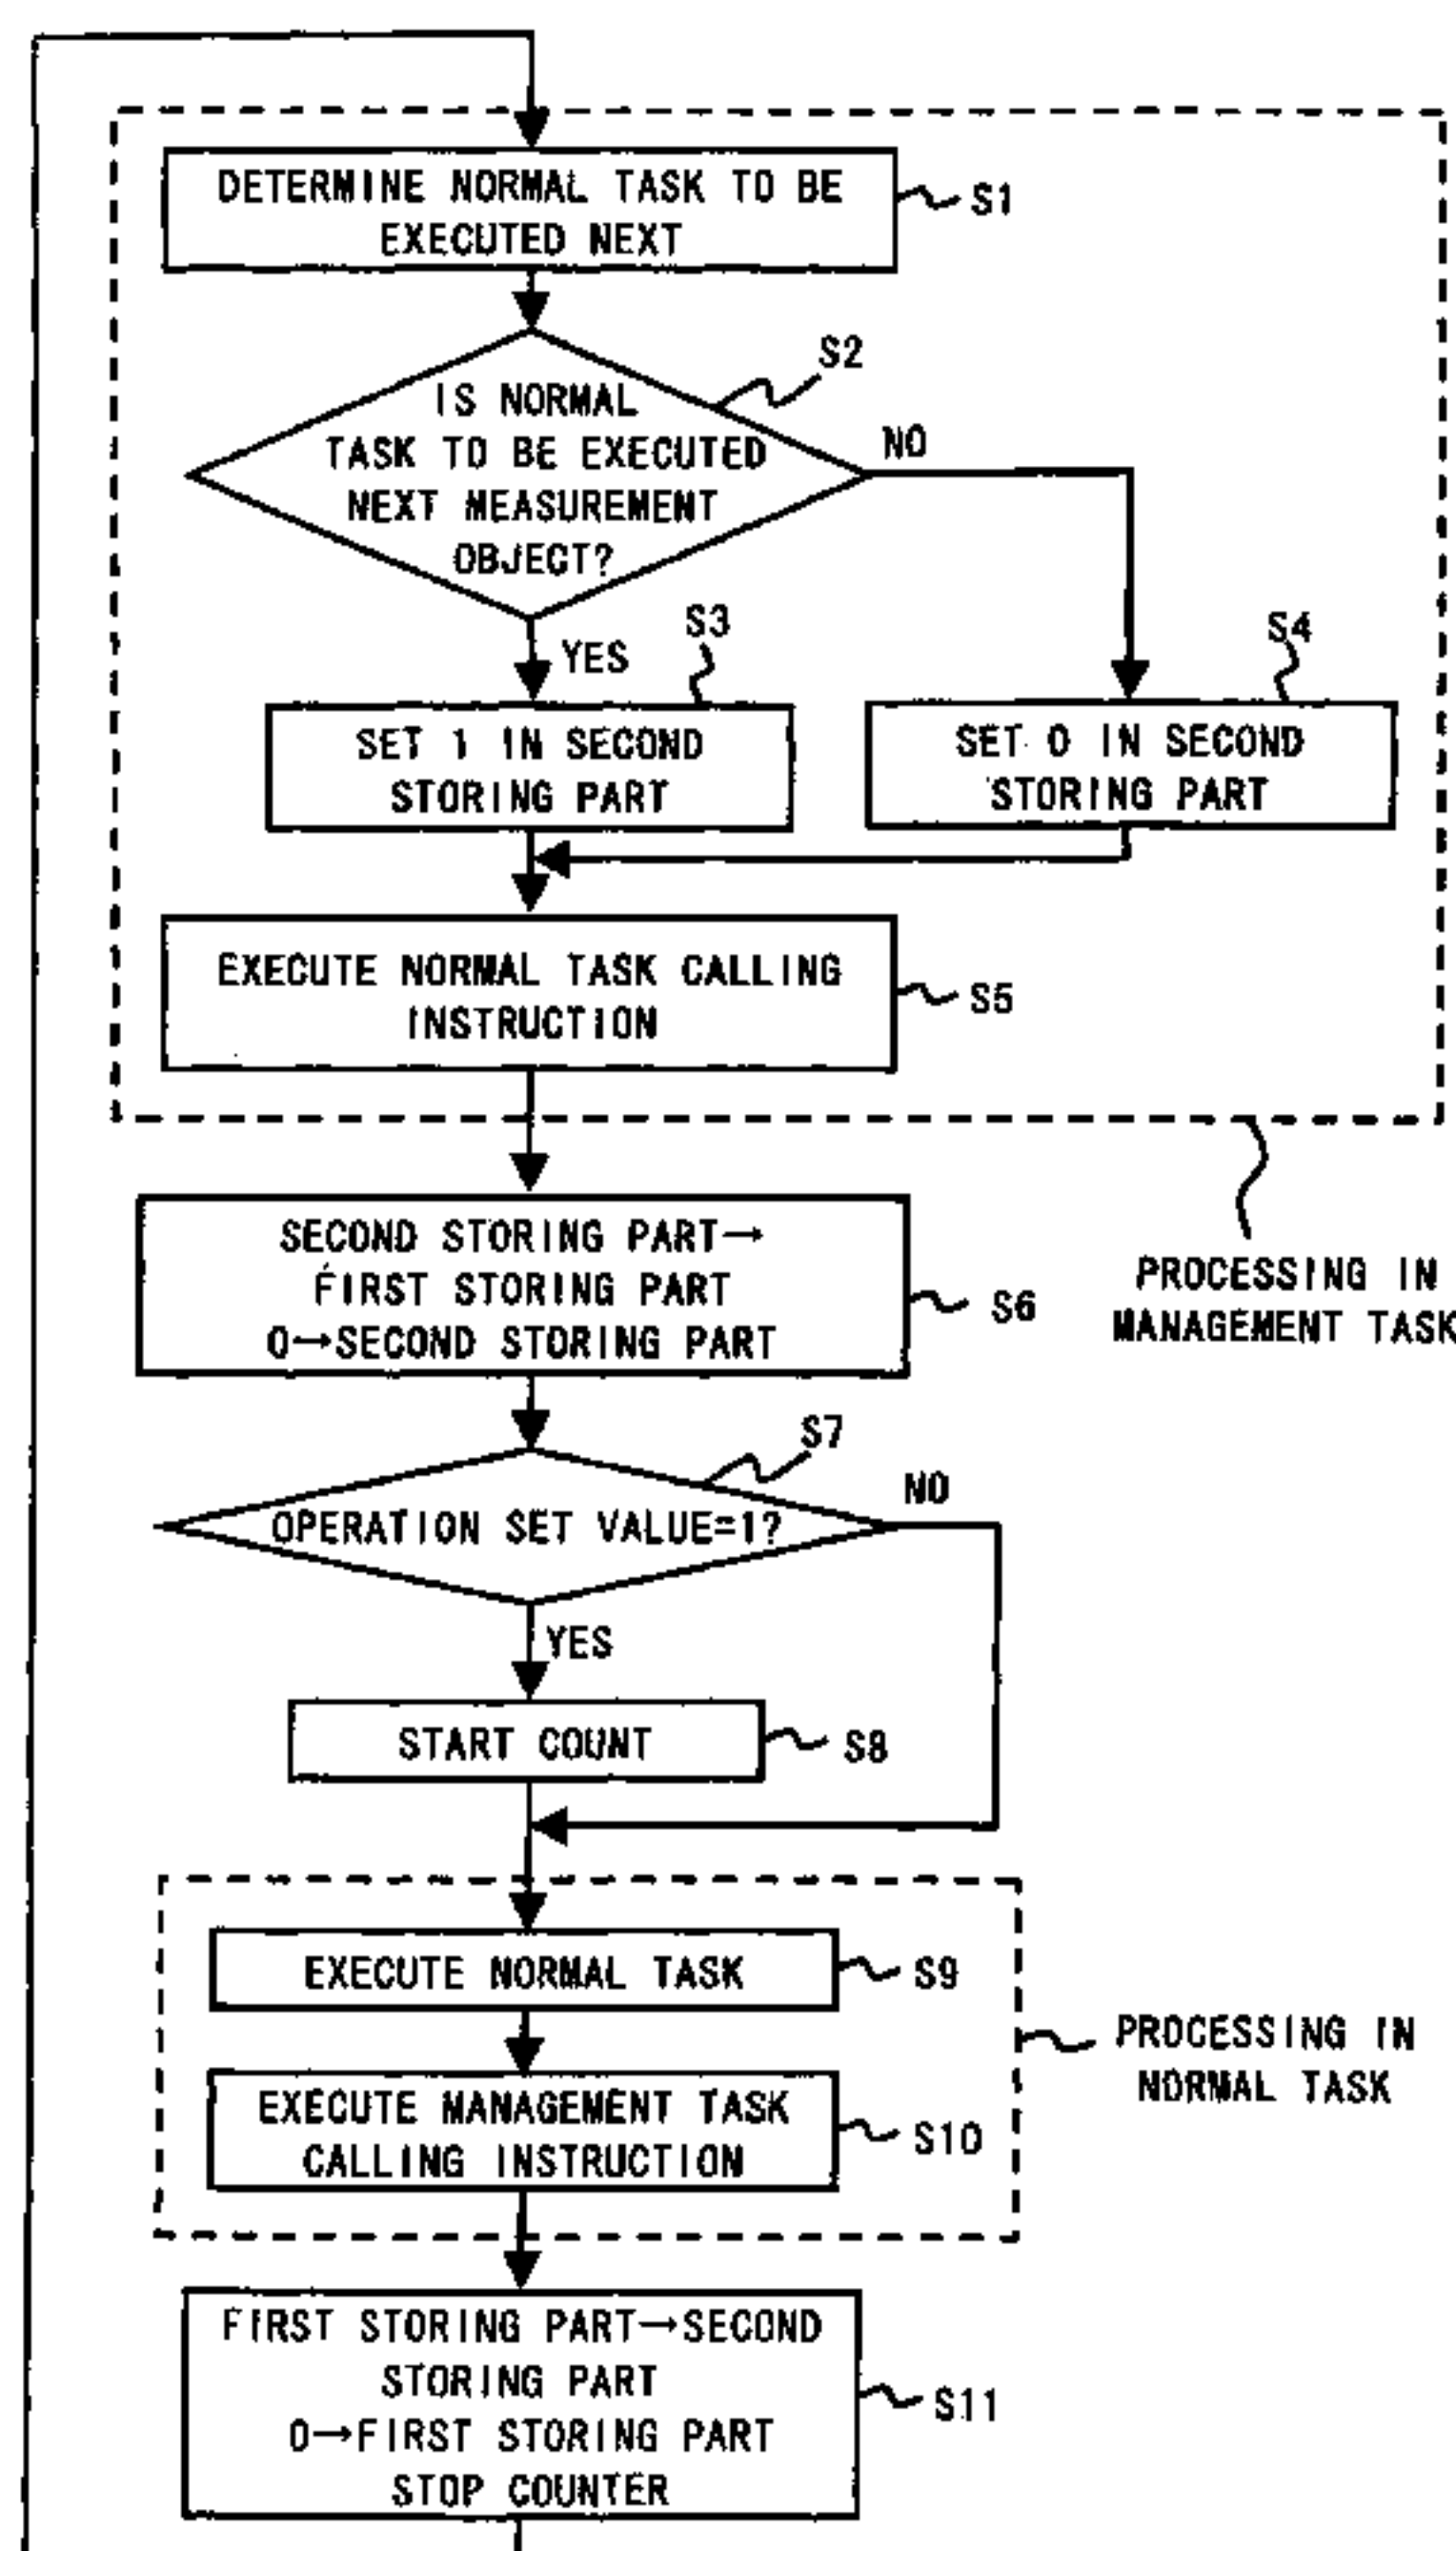 DETERMINE NORMAL TASK TO BE
EXECUTED NEXT
S1
S2
IS NORMAL
TASK TO BE EXECUTED
NEXT MEASUREMENT
OBJECT?
NO
YES
S3
S4
SET 1 IN SECOND
STORING PART
SET 0 IN SECOND
STORING PART
EXECUTE NORMAL TASK CALLING
INSTRUCTION
S5
PROCESSING IN
MANAGEMENT TASK
SECOND STORING PART→
FIRST STORING PART
0→SECOND STORING PART
S6
S7
OPERATION SET VALUE=1?
NO
YES
START COUNT
S8
EXECUTE NORMAL TASK
S9
EXECUTE MANAGEMENT TASK
CALLING INSTRUCTION
S10
PROCESSING IN
NORMAL TASK
FIRST STORING PART→SECOND
STORING PART
0→FIRST STORING PART
STOP COUNTER
S11